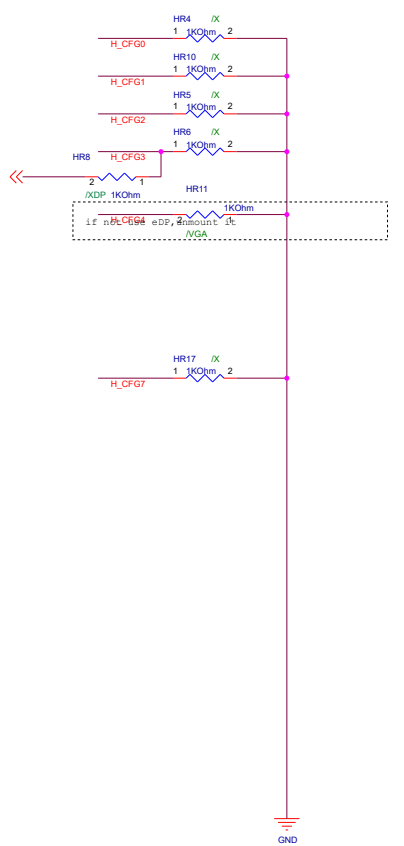 HR4 /X
1 1KOhm 2
H_CFG0
HR10 /X
1 1KOhm 2
H_CFG1
HR5 /X
1 1KOhm 2
H_CFG2
HR6 /X
1 1KOhm 2
HR8 H_CFG3
2 1
/XDP 1KOhm
HR11
1KOhm
H_CFG4 2 1
if not use eDP,unmount it
/VGA
HR17 /X
1 1KOhm 2
H_CFG7
GND